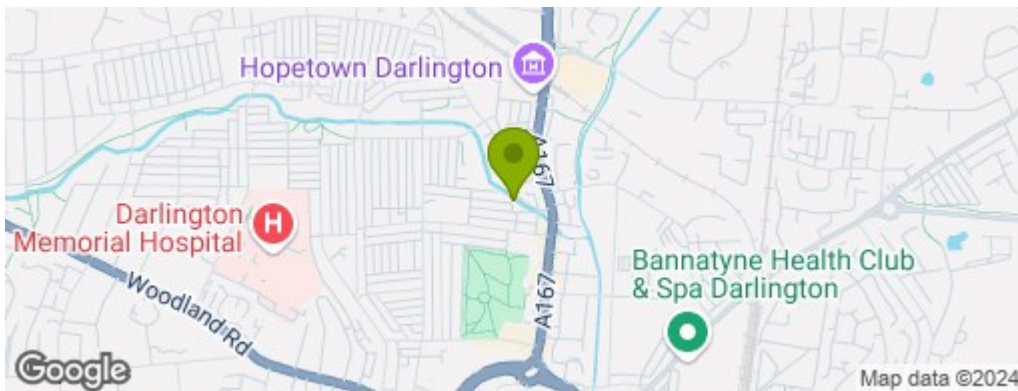 Hopetown Darlington
A167
Darlington
Memorial Hospital
H
Woodland Rd
A167
Bannatyne Health Club
& Spa Darlington
Google
Map data ©2024